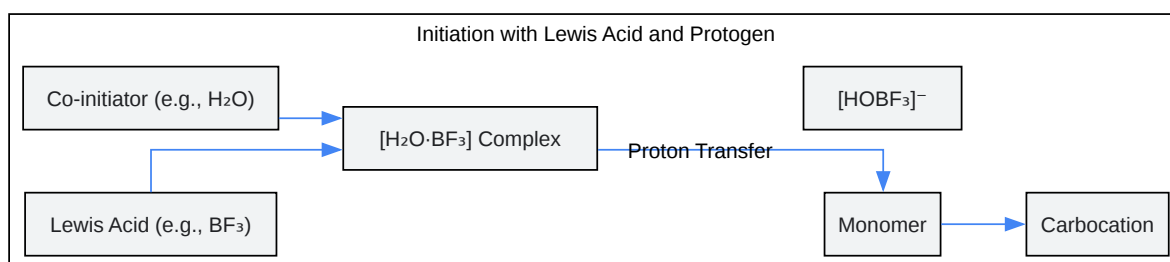 Initiation with Lewis Acid and Protogen
Co-initiator (e.g., H₂O)
[H₂O·BF₃] Complex
[HOBF₃]⁻
Proton Transfer
Lewis Acid (e.g., BF₃)
Monomer
Carbocation